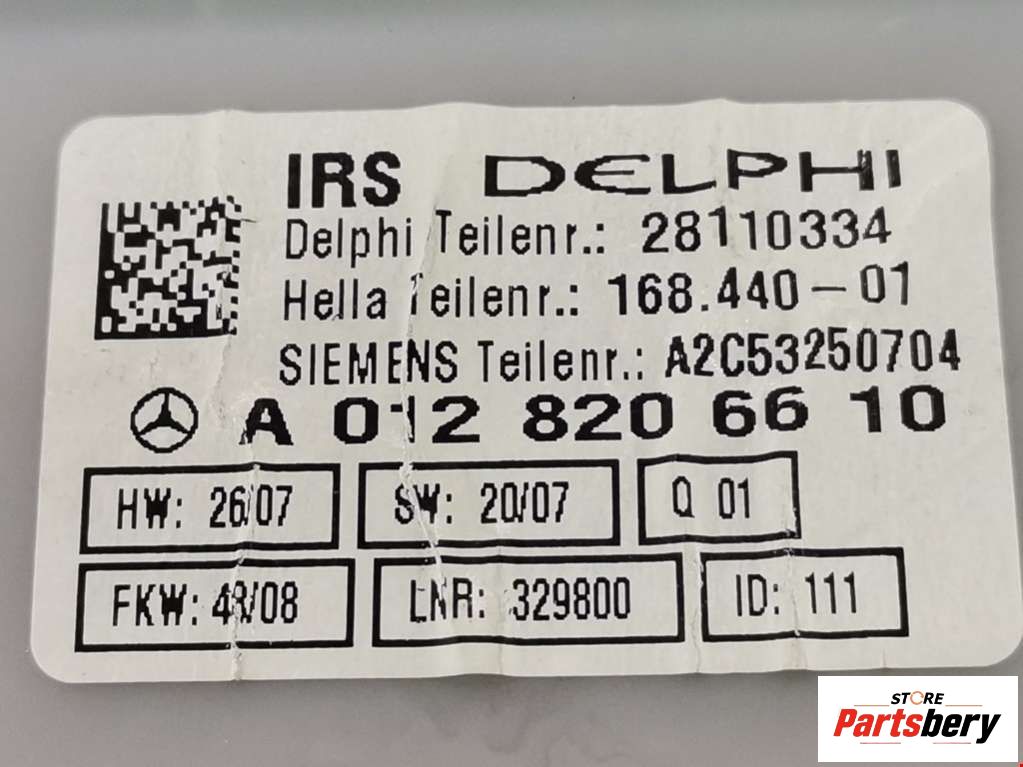 IRS DELPHI
Delphi Teilenr.: 28110334
Hella Teilenr.: 168.440-01
SIEMENS Teilenr.: A2C53250704
A 012 820 66 10
HW: 26/07 SW: 20/07 Q 01
FKW: 48/08 LNR: 329800 ID: 111
STORE
Partsbery